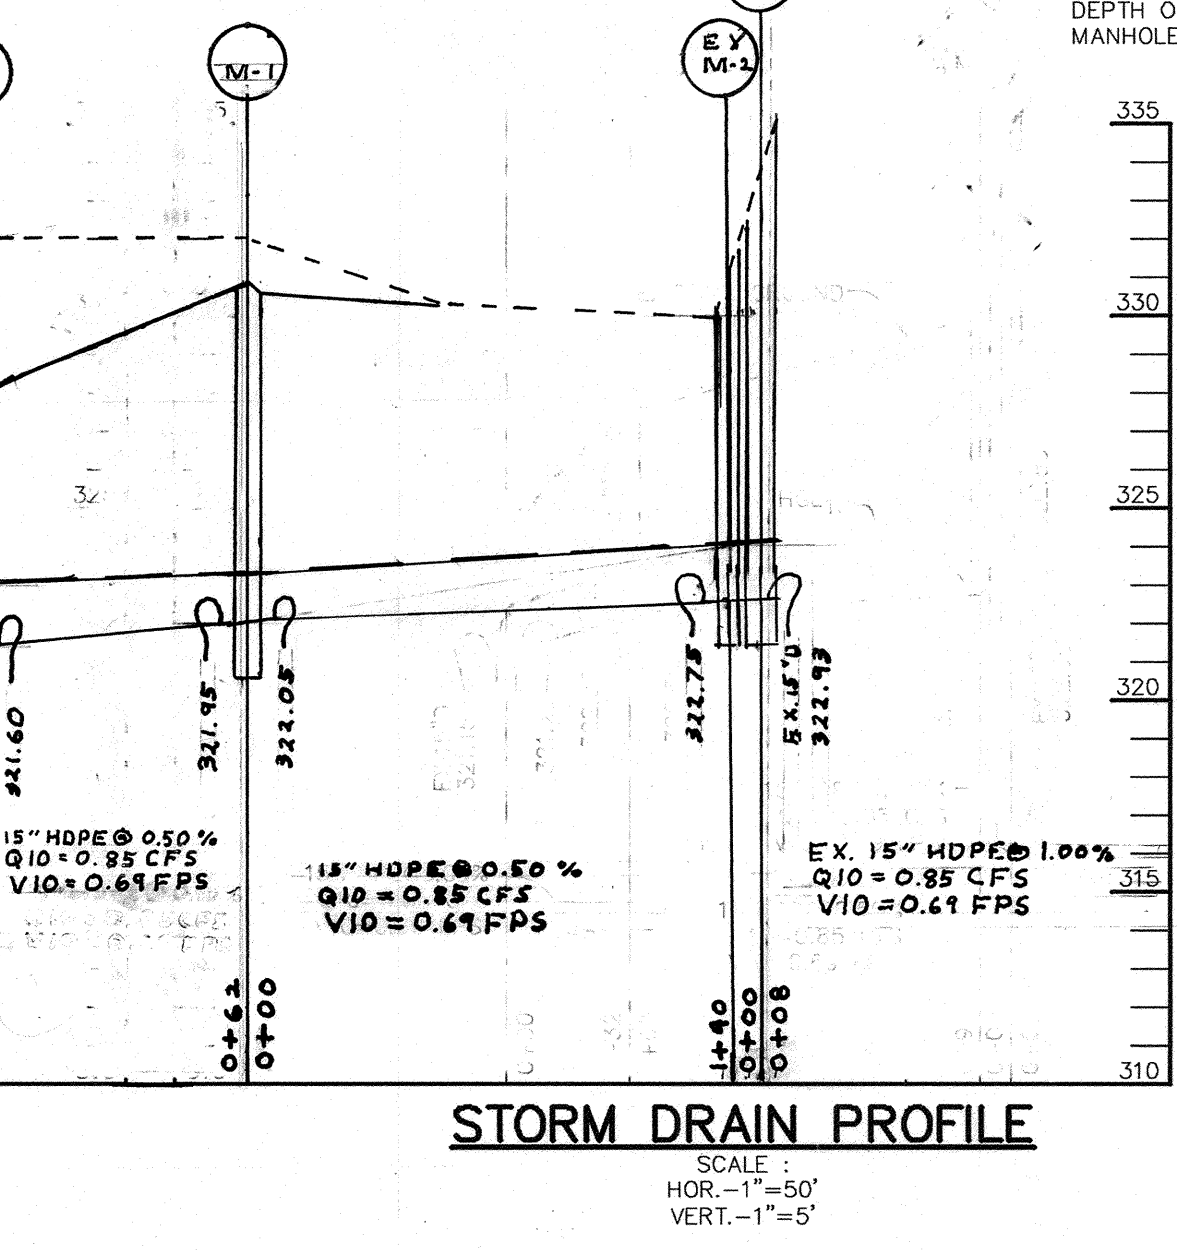 DEPTH O
MANHOLE
M-1
EX
M-2
335
330
325
320
315
310
321.60
321.95
322.05
322.75
EX.15"D
322.93
15" HDPE @ 0.50 %
Q10 = 0.85 CFS
V10 = 0.69 FPS
15" HDPE @ 0.50 %
Q10 = 0.85 CFS
V10 = 0.69 FPS
EX. 15" HDPE @ 1.00%
Q10 = 0.85 CFS
V10 = 0.69 FPS
0+62
0+00
1+40
0+00
0+08
STORM DRAIN PROFILE
SCALE :
HOR.-1"=50'
VERT.-1"=5'